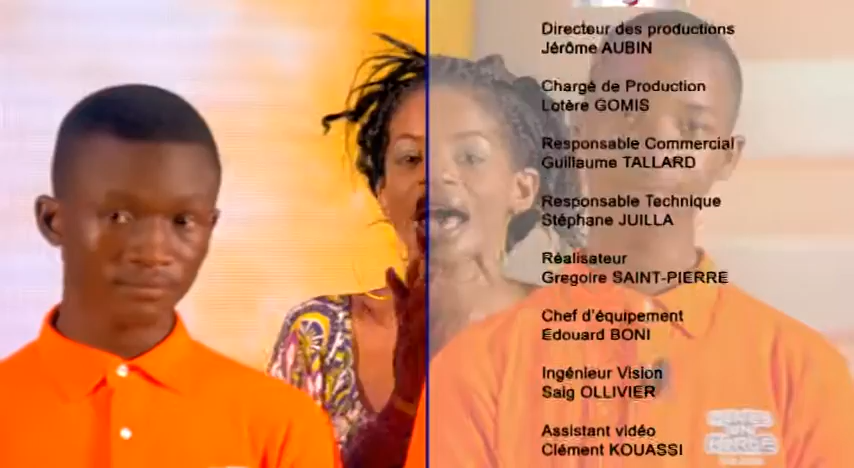 Directeur des productions
Jérôme AUBIN
Chargé de Production
Lotère GOMIS
Responsable Commercial
Guillaume TALLARD
Responsable Technique
Stéphane JUILLA
Réalisateur
Gregoire SAINT-PIERRE
Chef d'équipement
Edouard BONI
Ingénieur Vision
Saig OLLIVIER
Assistant vidéo
Clément KOUASSI